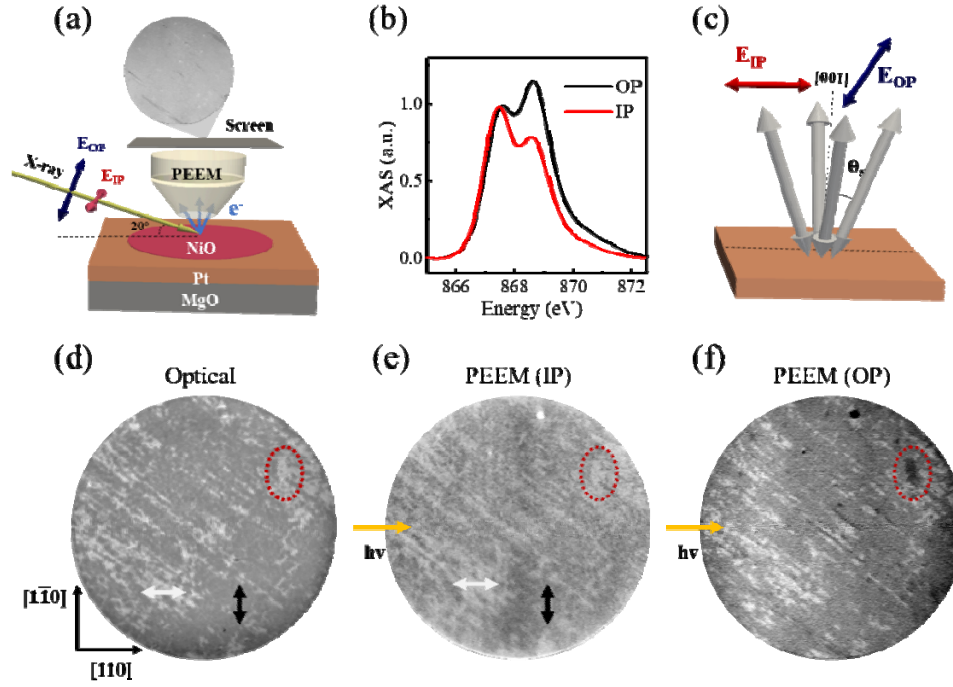 (a)
Screen
PEEM
X-ray
E_OP
E_IP
e-
20°
NiO
Pt
MgO
(b)
OP
IP
XAS (a.u.)
1.0
0.5
0.0
866 868 870 872
Energy (eV)
(c)
E_IP
[001]
E_OP
(d)
Optical
[11̅0]
[110]
(e)
PEEM (IP)
hν
(f)
PEEM (OP)
hν